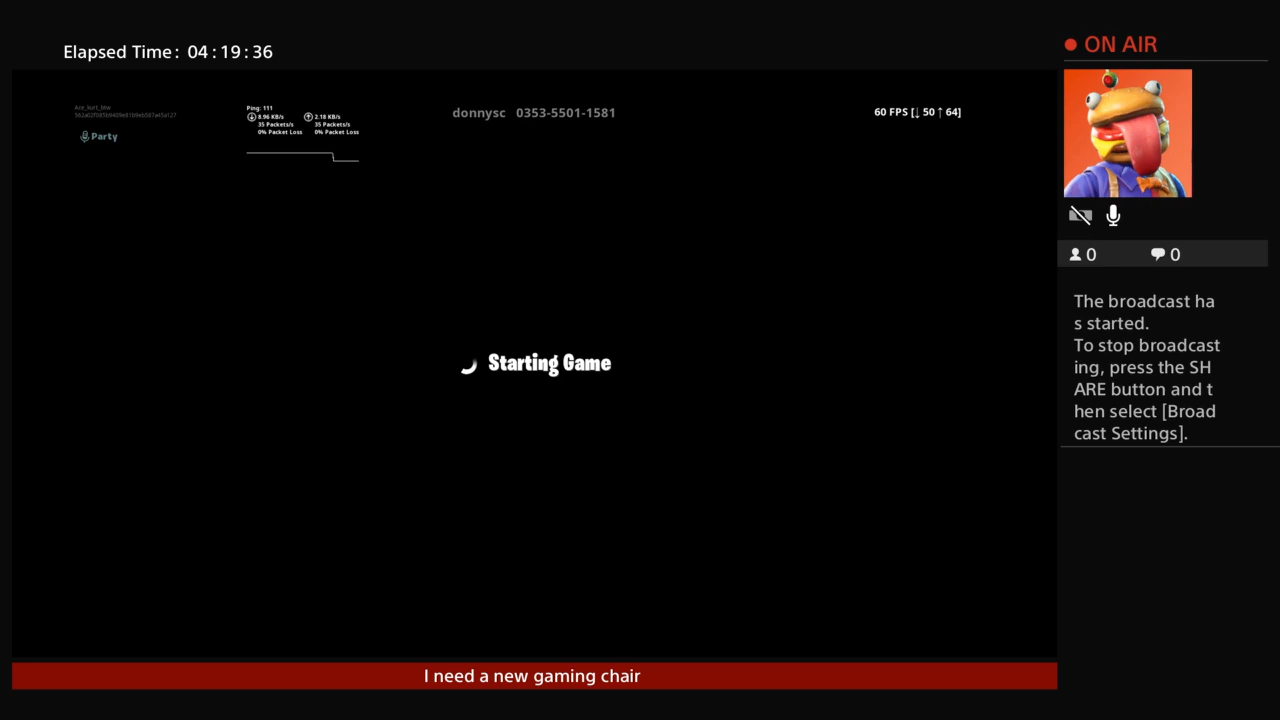 Elapsed Time: 04:19:36
ON AIR
Ace_kurt_btw
Ping: 111
8.96 KB/s 2.18 KB/s
35 Packets/s 35 Packets/s
0% Packet Loss 0% Packet Loss
donnysc 0353-5501-1581
60 FPS [↓ 50 ↑ 64]
Party
0 0
Starting Game
The broadcast ha
s started.
To stop broadcast
ing, press the SH
ARE button and t
hen select [Broad
cast Settings].
I need a new gaming chair